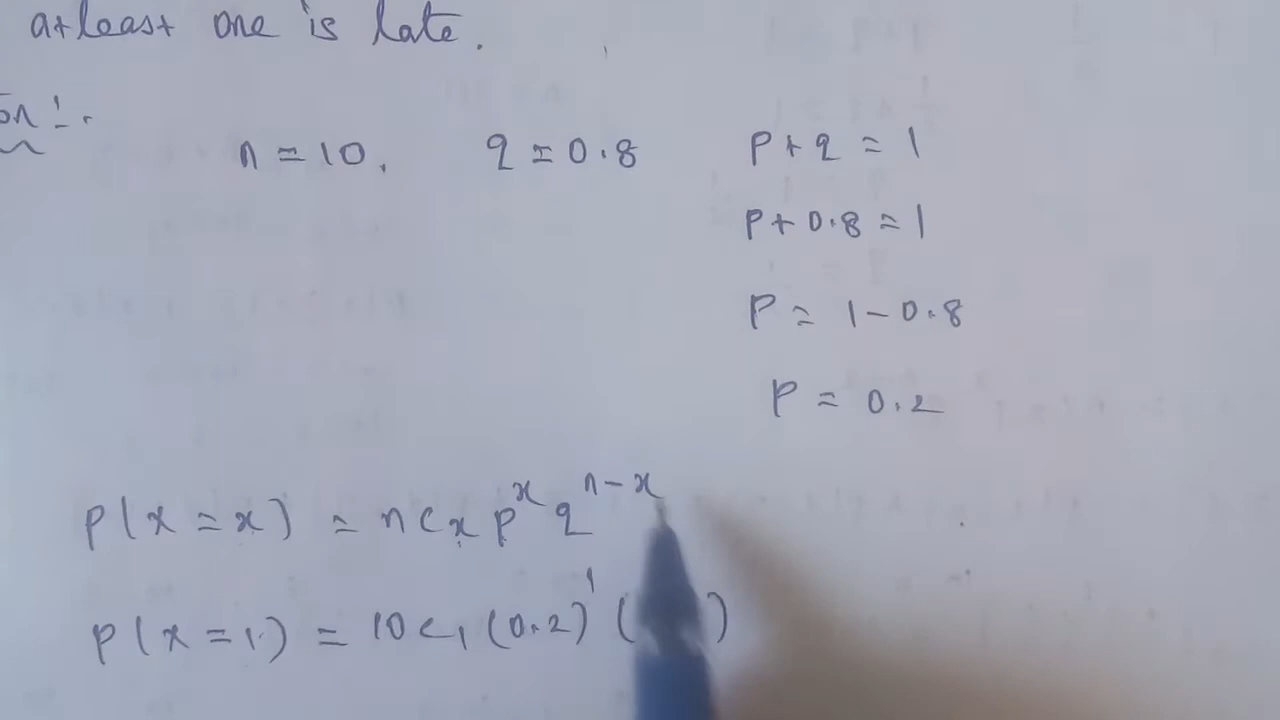 atleast one is late.
n = 10, q = 0.8 p + q = 1
p + 0.8 = 1
p = 1 - 0.8
p = 0.2
p(x = x) = ncx p^x q^n-x
p(x = 1) = 10c1 (0.2)^1 ( )